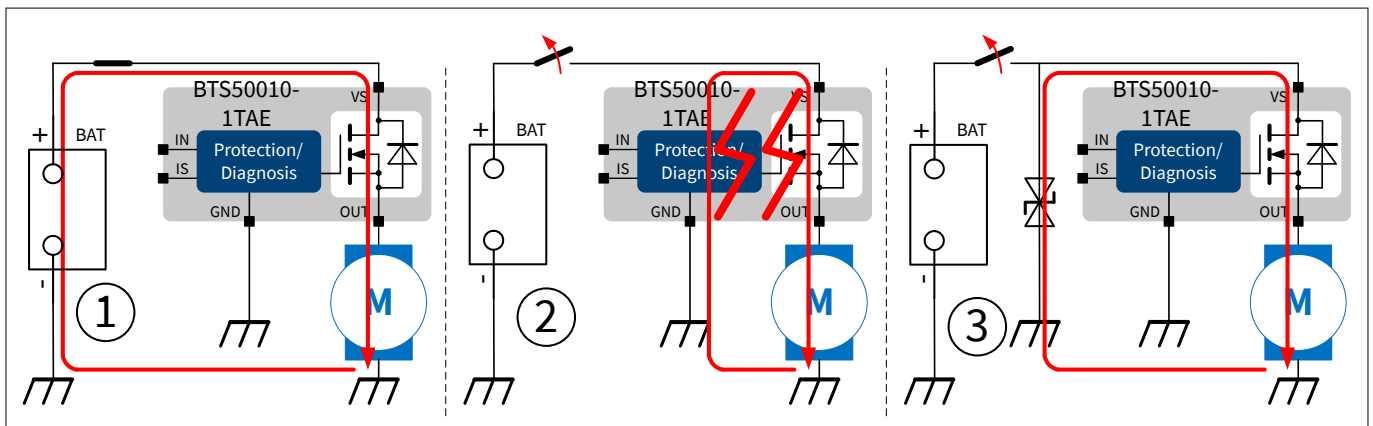 BTS50010-
1TAE
VS
+
BAT
IN
IS
Protection/
Diagnosis
GND
OUT
-
1
M
BTS50010-
1TAE
VS
+
BAT
IN
IS
Protection/
Diagnosis
GND
OUT
-
2
M
BTS50010-
1TAE
VS
+
BAT
IN
IS
Protection/
Diagnosis
GND
OUT
-
3
M